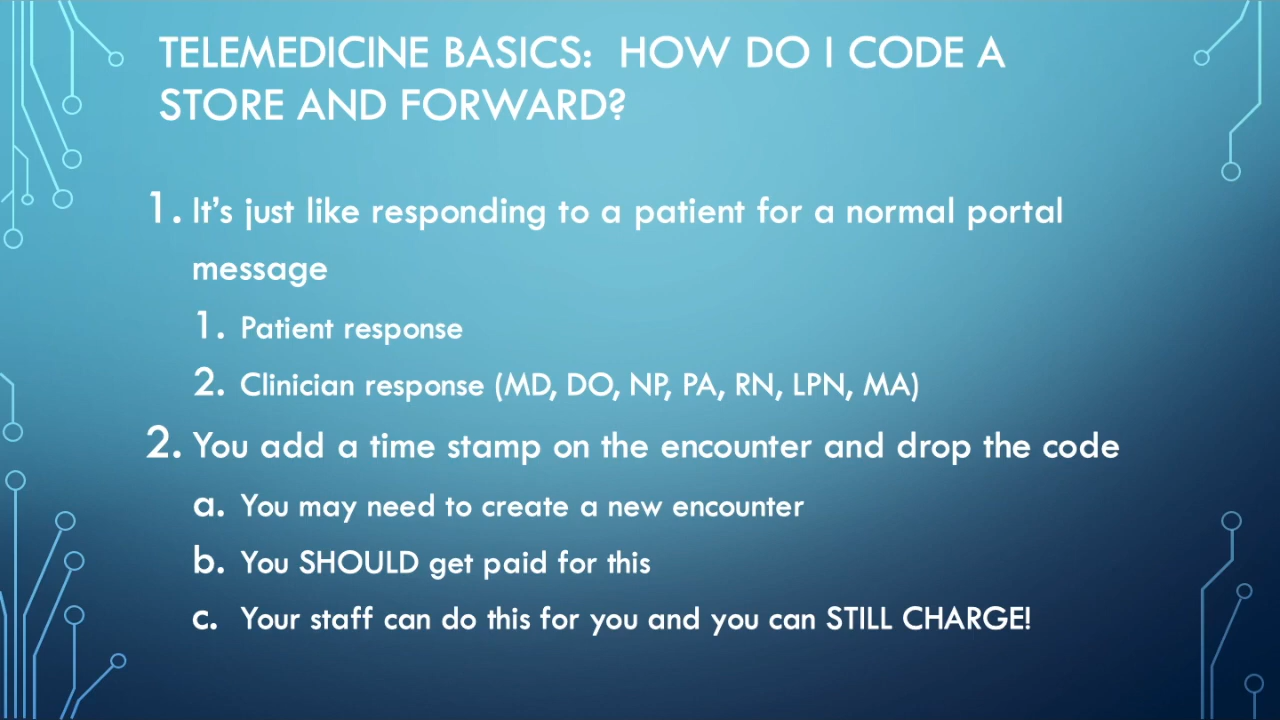 TELEMEDICINE BASICS:  HOW DO I CODE A
STORE AND FORWARD?
1. It’s just like responding to a patient for a normal portal
message
1. Patient response
2. Clinician response (MD, DO, NP, PA, RN, LPN, MA)
2. You add a time stamp on the encounter and drop the code
a. You may need to create a new encounter
b. You SHOULD get paid for this
c. Your staff can do this for you and you can STILL CHARGE!